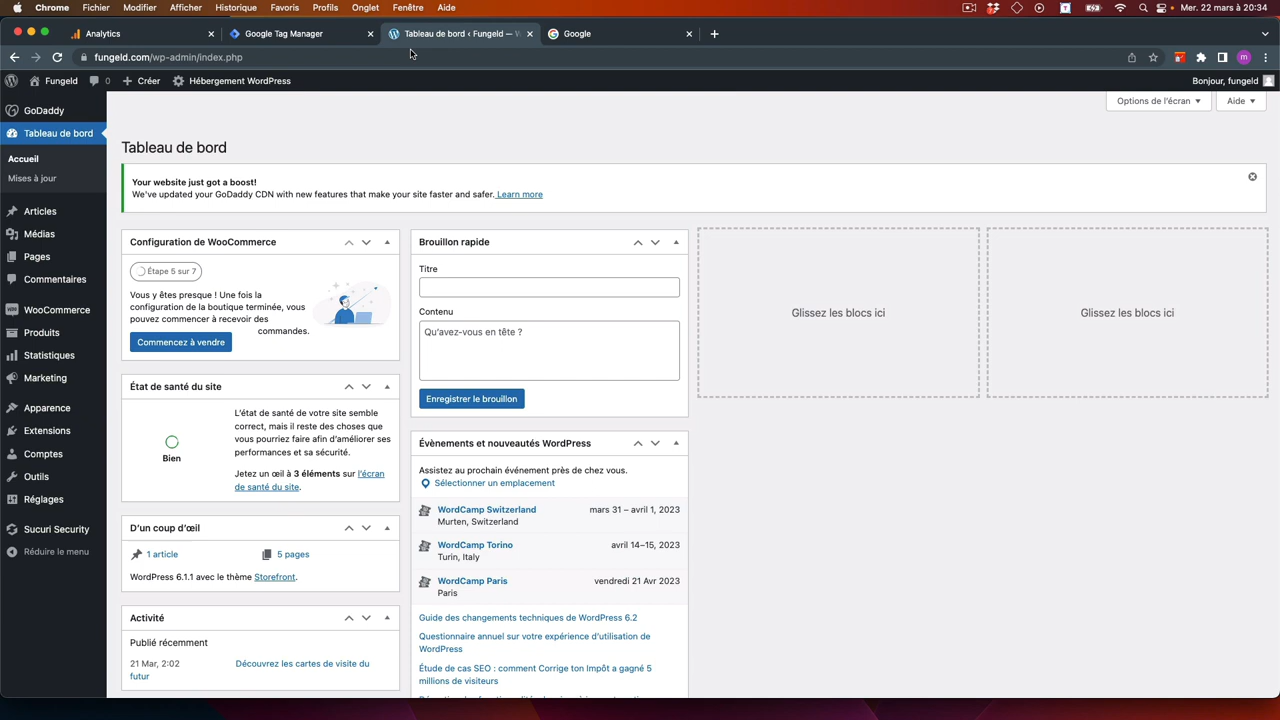 Chrome Fichier Modifier Afficher Historique Favoris Profils Onglet Fenêtre Aide Mer. 22 mars à 20:34
Analytics Google Tag Manager Tableau de bord ‹ Fungeld — W Google
fungeld.com/wp-admin/index.php m
Fungeld 0 Créer Hébergement WordPress Bonjour, fungeld
Options de l'écran Aide
GoDaddy
Tableau de bord
Accueil
Mises à jour
Articles
Médias
Pages
Commentaires
WooCommerce
Produits
Statistiques
Marketing
Apparence
Extensions
Comptes
Outils
Réglages
Sucuri Security
Réduire le menu
Tableau de bord
Your website just got a boost!
We've updated your GoDaddy CDN with new features that make your site faster and safer. Learn more
Configuration de WooCommerce
Étape 5 sur 7
Vous y êtes presque ! Une fois la
configuration de la boutique terminée, vous
pouvez commencer à recevoir des
commandes.
Commencez à vendre
État de santé du site
Bien
L'état de santé de votre site semble
correct, mais il reste des choses que
vous pourriez faire afin d'améliorer ses
performances et sa sécurité.
Jetez un œil à 3 éléments sur l'écran
de santé du site.
D'un coup d'œil
1 article 5 pages
WordPress 6.1.1 avec le thème Storefront.
Activité
Publié récemment
21 Mar, 2:02 Découvrez les cartes de visite du
futur
Brouillon rapide
Titre
Contenu
Qu'avez-vous en tête ?
Enregistrer le brouillon
Évènements et nouveautés WordPress
Assistez au prochain événement près de chez vous.
Sélectionner un emplacement
WordCamp Switzerland mars 31 – avril 1, 2023
Murten, Switzerland
WordCamp Torino avril 14–15, 2023
Turin, Italy
WordCamp Paris vendredi 21 Avr 2023
Paris
Guide des changements techniques de WordPress 6.2
Questionnaire annuel sur votre expérience d'utilisation de
WordPress
Étude de cas SEO : comment Corrige ton Impôt a gagné 5
millions de visites
Glissez les blocs ici
Glissez les blocs ici